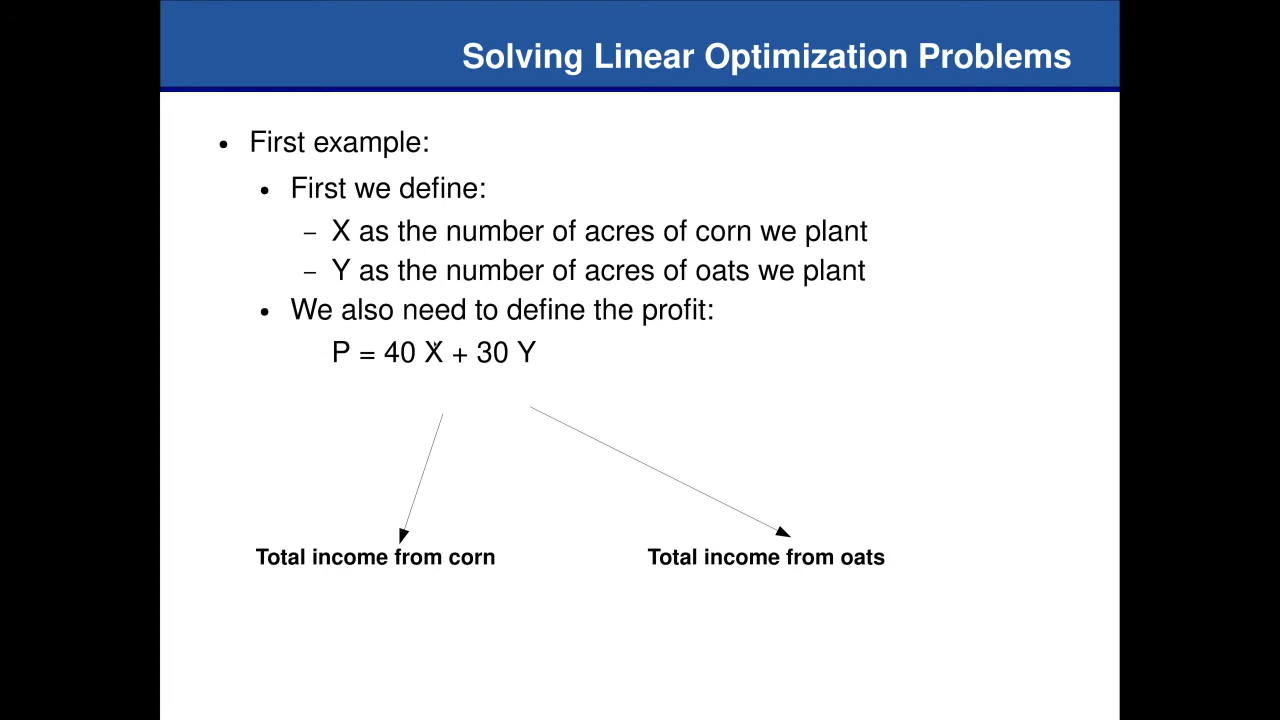 Solving Linear Optimization Problems
• First example:
• First we define:
– X as the number of acres of corn we plant
– Y as the number of acres of oats we plant
• We also need to define the profit:
P = 40 X + 30 Y
Total income from corn
Total income from oats